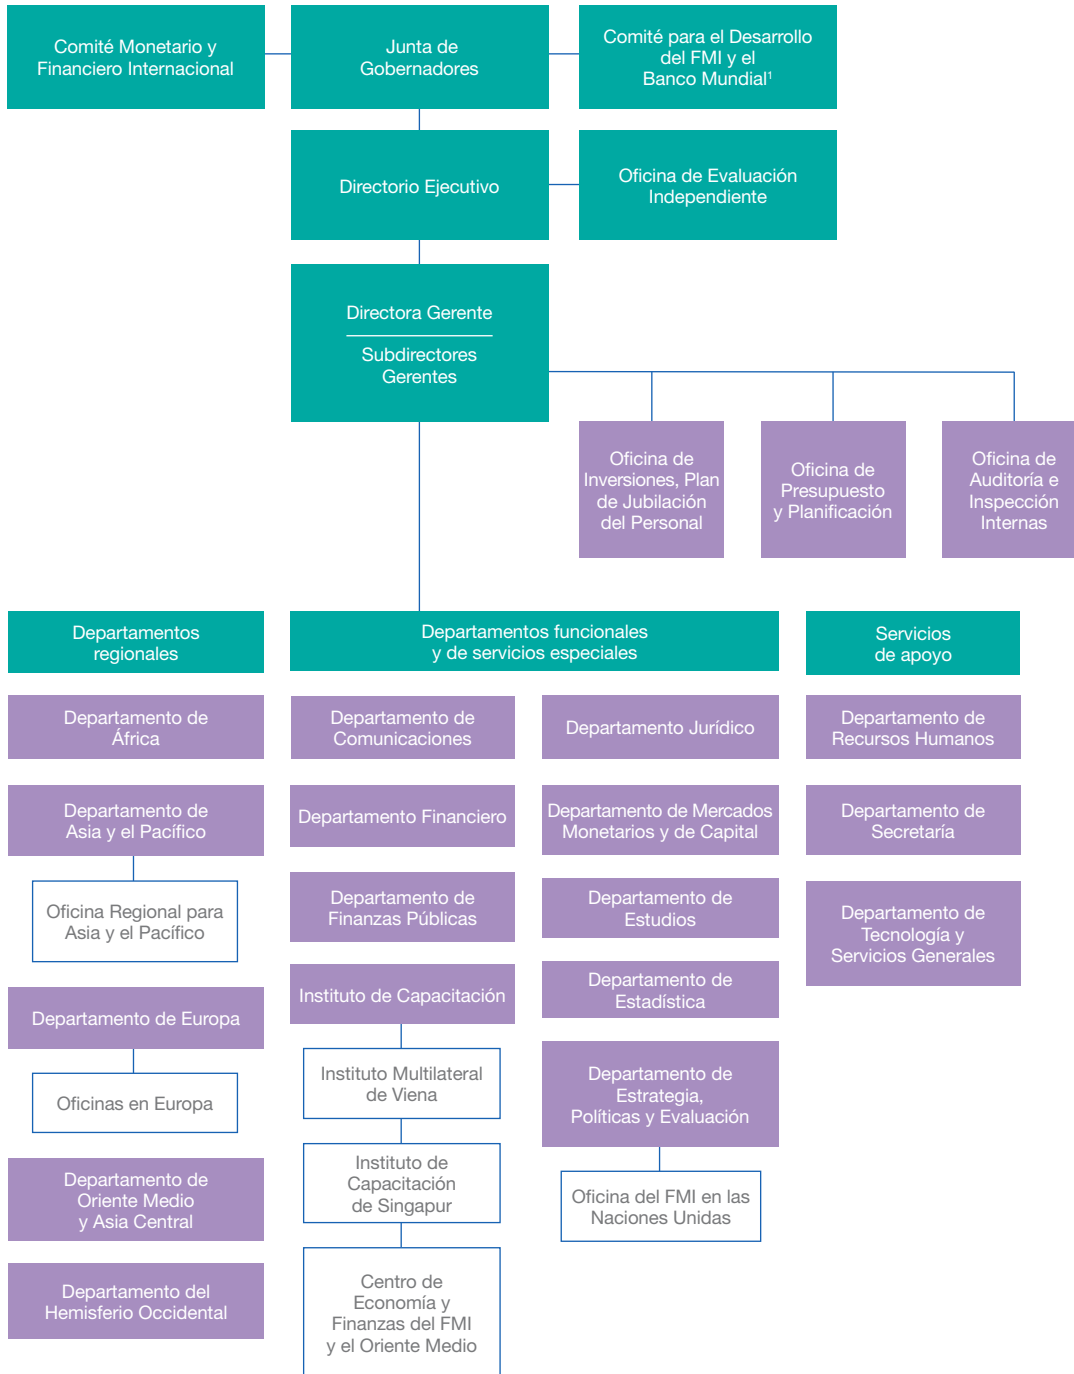 Comité Monetario y
Financiero Internacional
Junta de
Gobernadores
Comité para el Desarrollo
del FMI y el
Banco Mundial¹
Directorio Ejecutivo
Oficina de Evaluación
Independiente
Directora Gerente
Subdirectores
Gerentes
Oficina de
Inversiones, Plan
de Jubilación
del Personal
Oficina de
Presupuesto
y Planificación
Oficina de
Auditoría e
Inspección
Internas
Departamentos
regionales
Departamentos funcionales
y de servicios especiales
Servicios
de apoyo
Departamento de
África
Departamento de
Comunicaciones
Departamento Jurídico
Departamento de
Recursos Humanos
Departamento de
Asia y el Pacífico
Departamento Financiero
Departamento de Mercados
Monetarios y de Capital
Departamento de
Secretaría
Oficina Regional para
Asia y el Pacífico
Departamento de
Finanzas Públicas
Departamento de
Estudios
Departamento de
Tecnología y
Servicios Generales
Departamento de Europa
Instituto de Capacitación
Departamento de
Estadística
Oficinas en Europa
Instituto Multilateral
de Viena
Departamento de
Estrategia,
Políticas y Evaluación
Departamento de
Oriente Medio
y Asia Central
Instituto de
Capacitación
de Singapur
Oficina del FMI en las
Naciones Unidas
Departamento del
Hemisferio Occidental
Centro de
Economía y
Finanzas del FMI
y el Oriente Medio